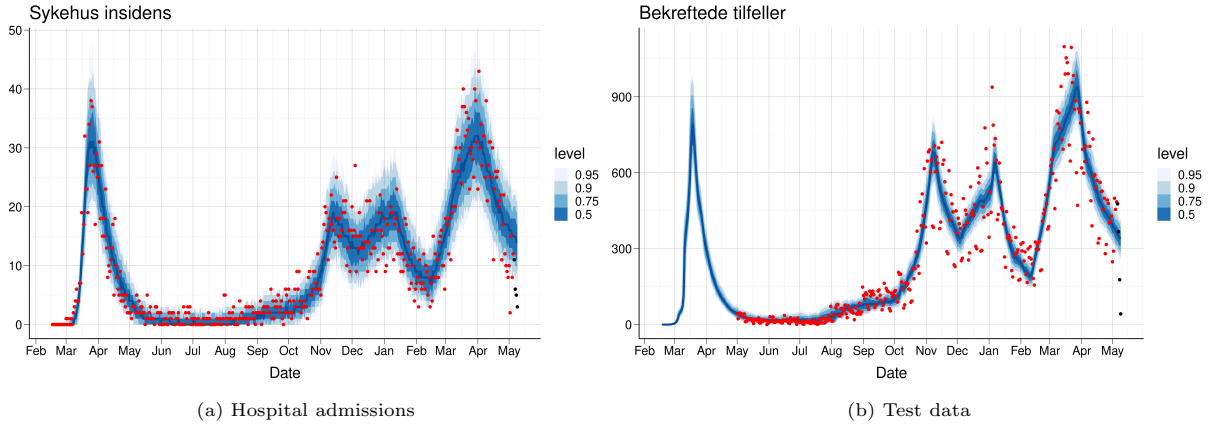 Sykehus insidens
50
40
30
20
10
0
Feb Mar Apr May Jun Jul Aug Sep Oct Nov Dec Jan Feb Mar Apr May
Date
level
0.95
0.9
0.75
0.5
(a) Hospital admissions
Bekreftede tilfeller
900
600
300
0
Feb Mar Apr May Jun Jul Aug Sep Oct Nov Dec Jan Feb Mar Apr May
Date
level
0.95
0.9
0.75
0.5
(b) Test data